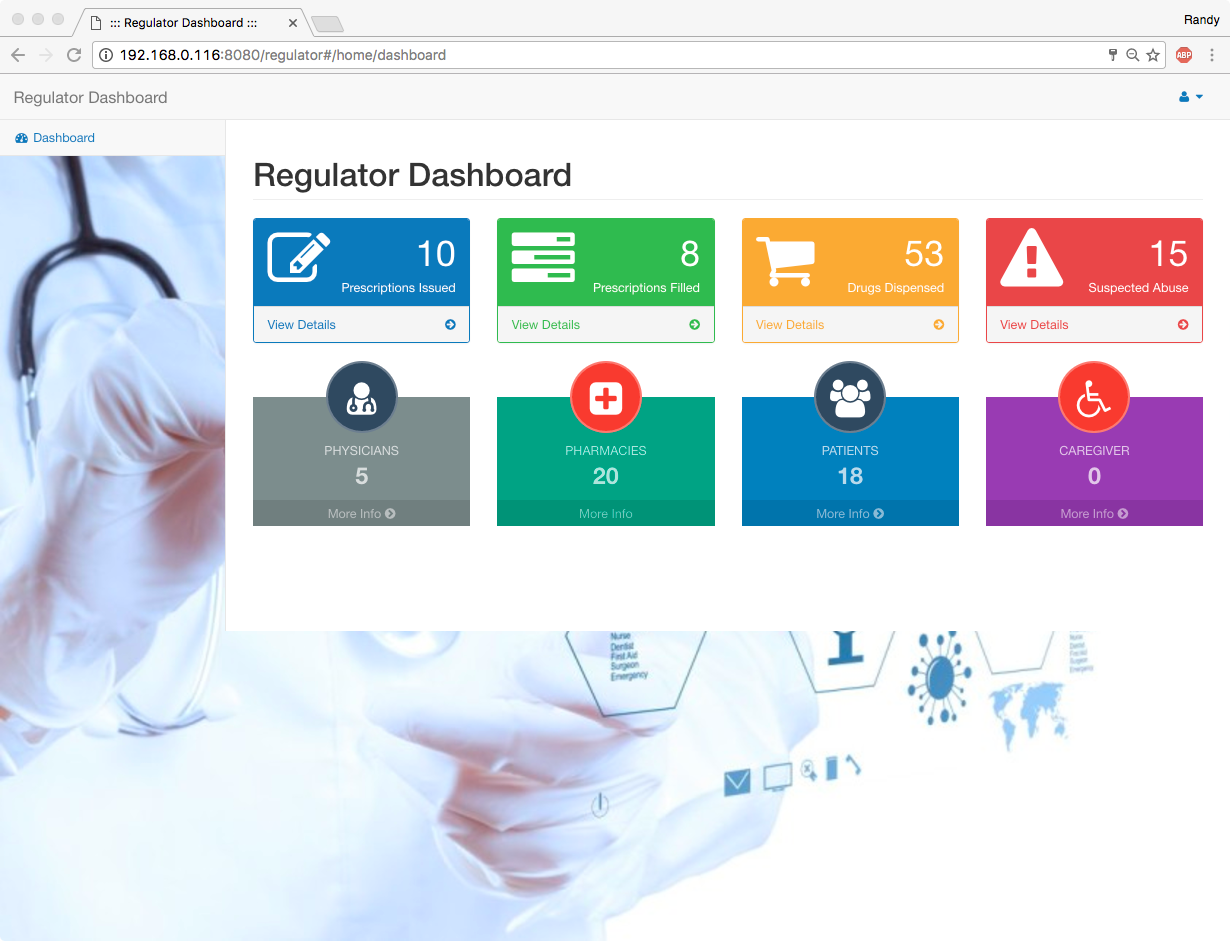 ::: Regulator Dashboard :::
Randy
192.168.0.116:8080/regulator#/home/dashboard
ABP
Regulator Dashboard
Dashboard
Regulator Dashboard
10
Prescriptions Issued
View Details
8
Prescriptions Filled
View Details
53
Drugs Dispensed
View Details
15
Suspected Abuse
View Details
PHYSICIANS
5
More Info
PHARMACIES
20
More Info
PATIENTS
18
More Info
CAREGIVER
0
More Info
Nurse
Dentist
First Aid
Surgeon
Emergency
Nurse
Dentist
First Aid
Surgeon
Emergency